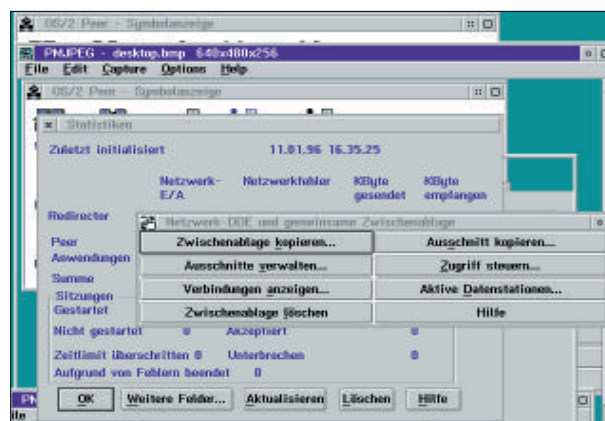 OS/2 Peer - Symbolanzeige
PMJPEG - desktop.bmp 640x480x256
File Edit Capture Options Help
OS/2 Peer - Symbolanzeige
Statistiken
Zuletzt initialisiert 11.01.96 16.35.25
Netzwerk-E/A Netzwerkfehler KByte gesendet KByte empfangen
Redirector
Netzwerk-DDE und gemeinsame Zwischenablage
Peer
Zwischenablage kopieren... Ausschnitt kopieren...
Anwendungen
Ausschnitte verwalten... Zugriff steuern...
Summe
Sitzungen
Verbindungen anzeigen... Aktive Datenstationen...
Gestartet
Zwischenablage löschen Hilfe
Nicht gestartet 0 Akzeptiert 0
Zeitlimit überschritten 0 Unterbrochen 0
Aufgrund von Fehlern beendet 0
OK Weitere Felder... Aktualisieren Löschen Hilfe
PM
ile